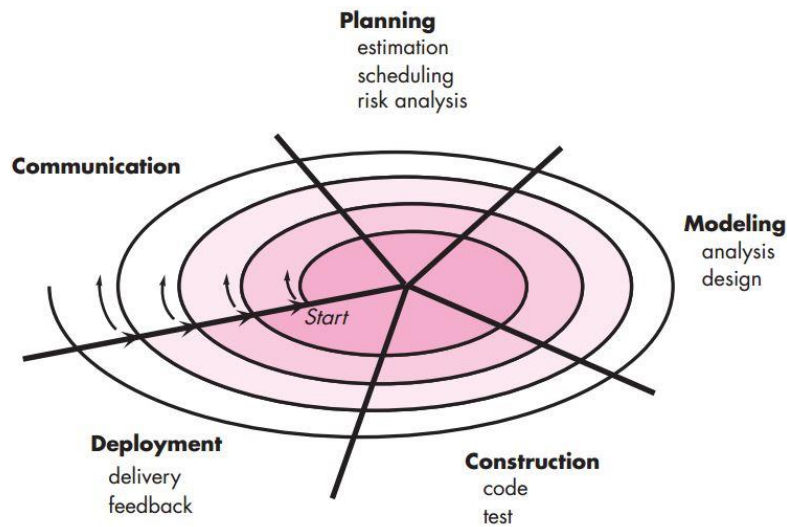 Planning
estimation
scheduling
risk analysis
Communication
Modeling
analysis
design
Start
Deployment
delivery
feedback
Construction
code
test